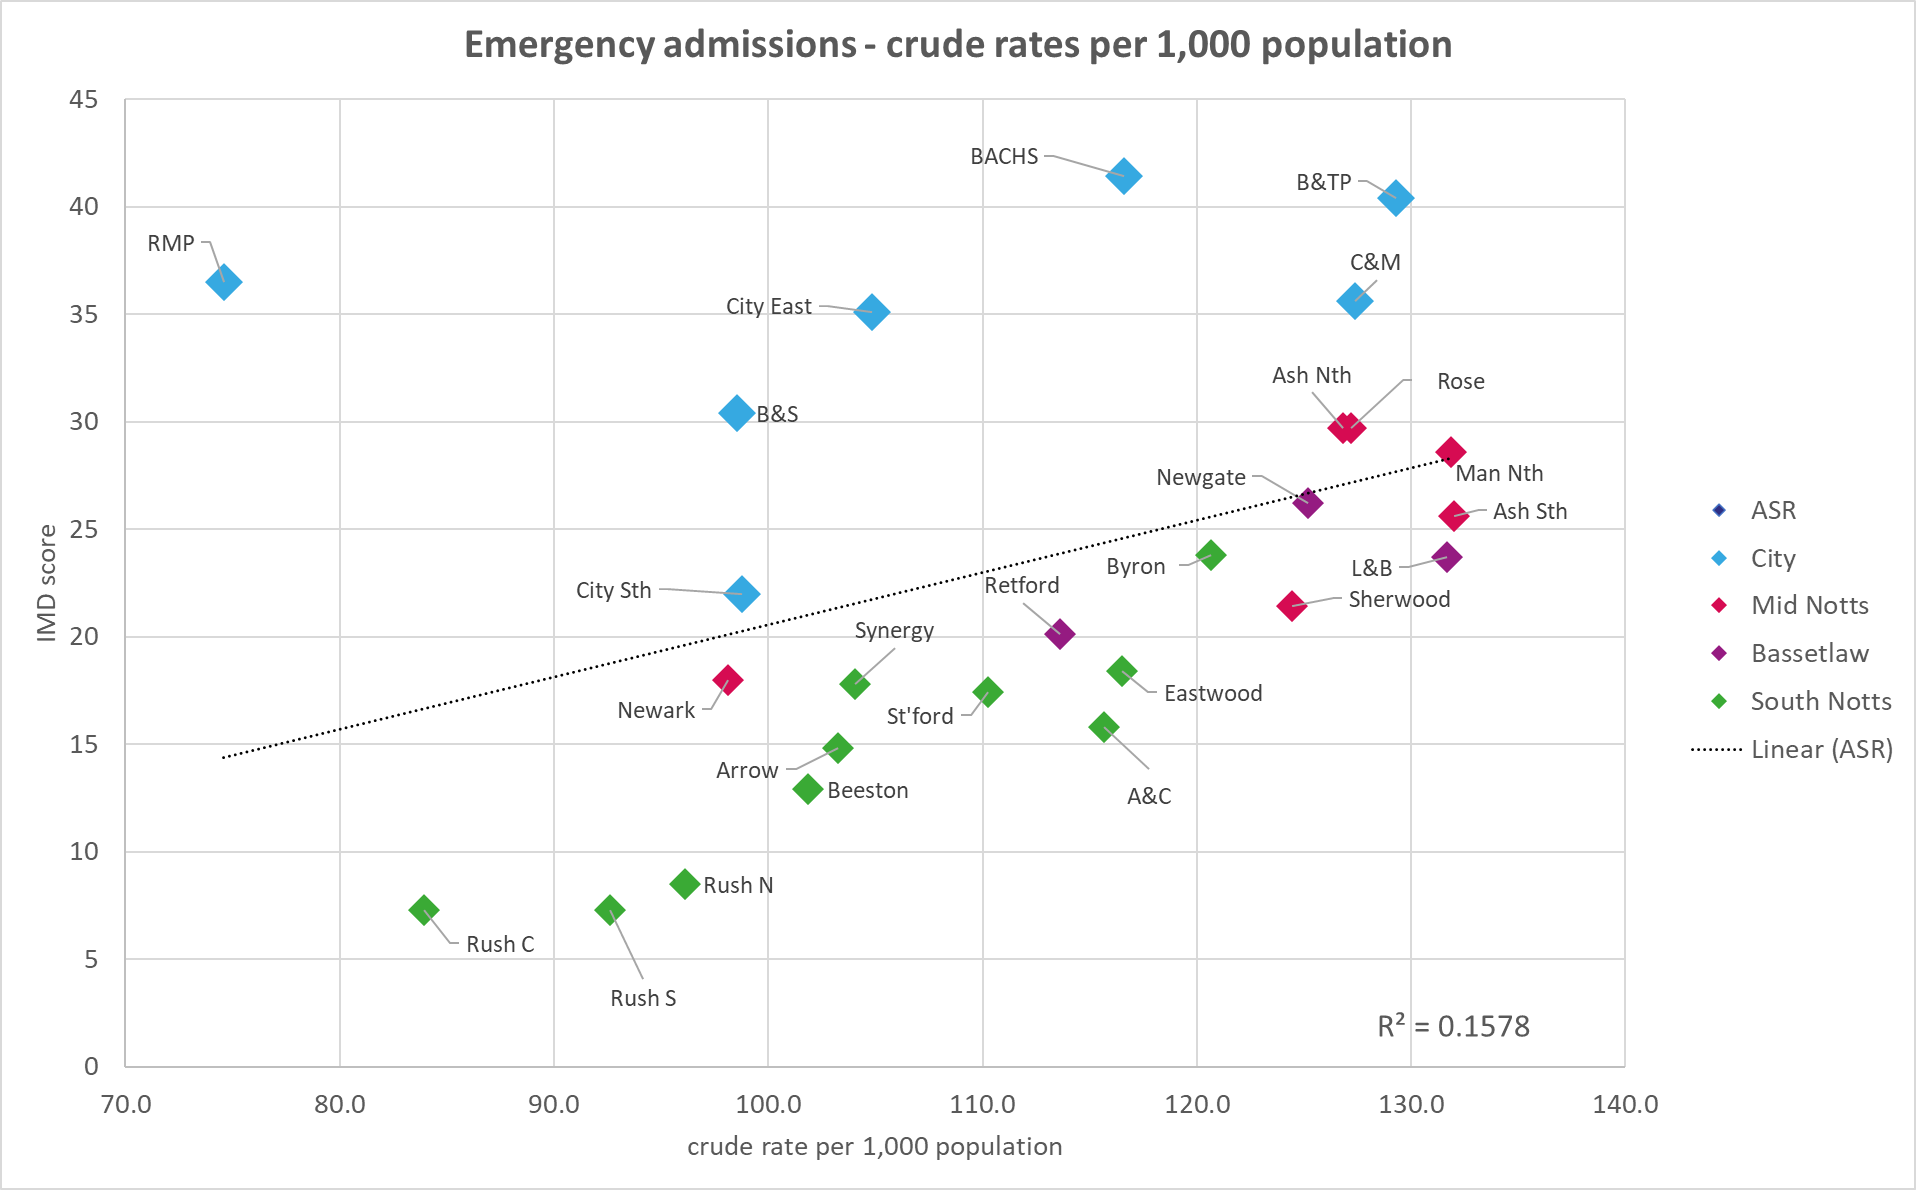 Emergency admissions - crude rates per 1,000 population
45
40
35
30
25
20
15
10
5
0
IMD score
BACHS
B&TP
RMP
C&M
City East
Ash Nth
Rose
B&S
Man Nth
Newgate
Ash Sth
Byron
L&B
Retford
City Sth
Sherwood
Synergy
Eastwood
Newark
St'ford
Arrow
Beeston
A&C
Rush N
Rush C
Rush S
R² = 0.1578
70.0
80.0
90.0
100.0
110.0
120.0
130.0
140.0
crude rate per 1,000 population
ASR
City
Mid Notts
Bassetlaw
South Notts
Linear (ASR)